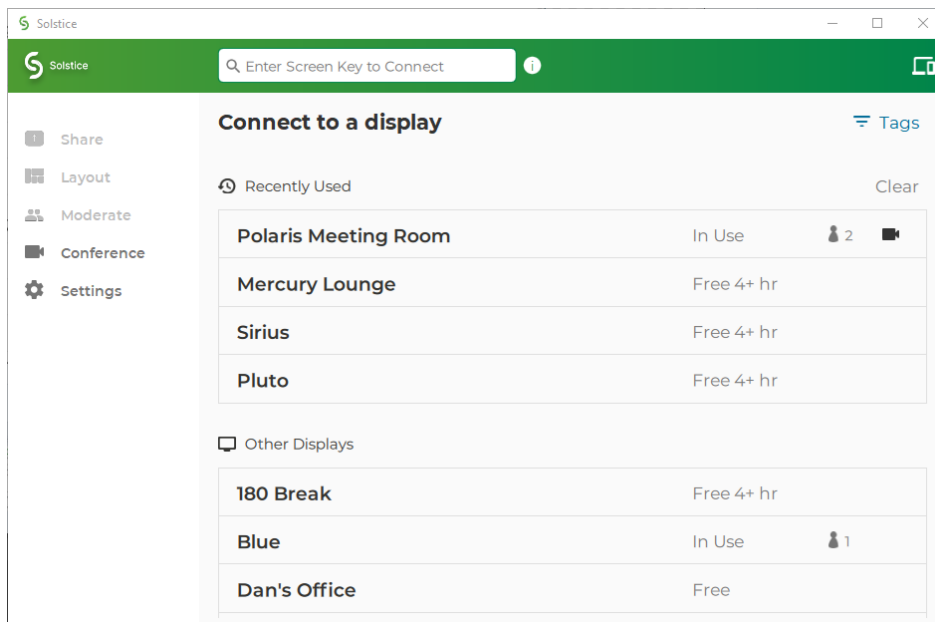 Solstice
Solstice
Enter Screen Key to Connect
i
Connect to a display
Tags
1 Share
Layout
Moderate
Conference
Settings
Recently Used
Clear
Polaris Meeting Room In Use 2
Mercury Lounge Free 4+ hr
Sirius Free 4+ hr
Pluto Free 4+ hr
Other Displays
180 Break Free 4+ hr
Blue In Use 1
Dan's Office Free